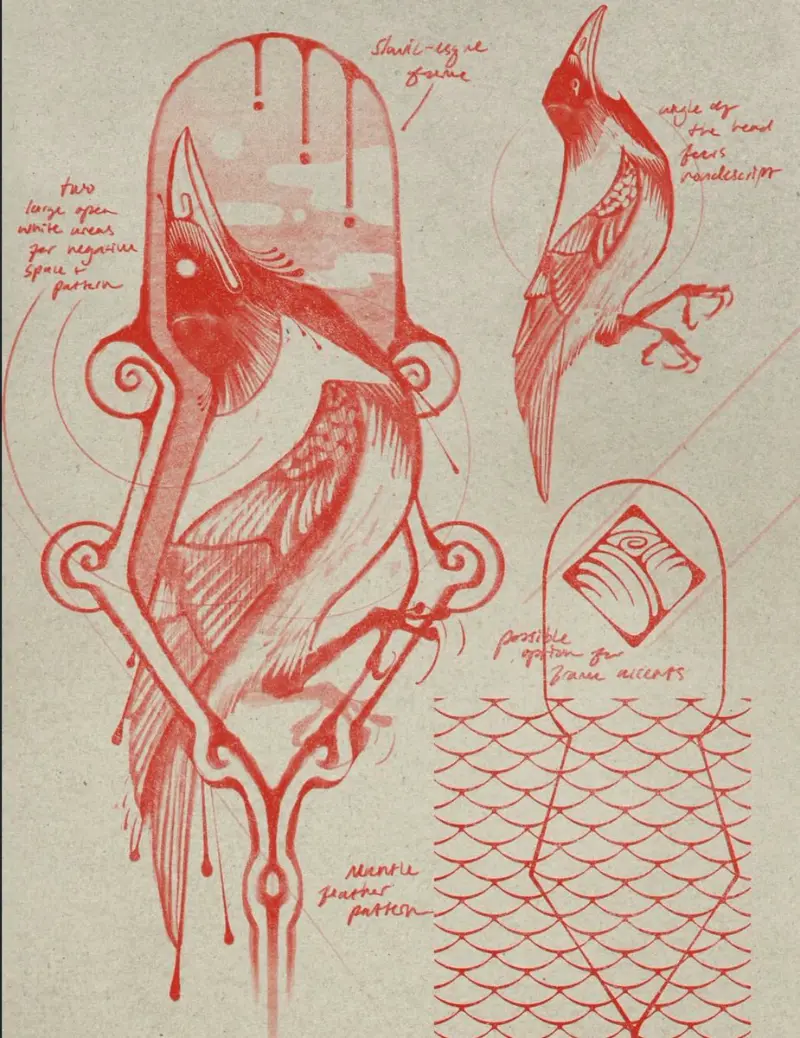 Slavic-esque
frame
angle of
the head
feels
nondescript
two
large open
white areas
for negative
space +
pattern
possible
option for
frame accents
mantle
feather
pattern